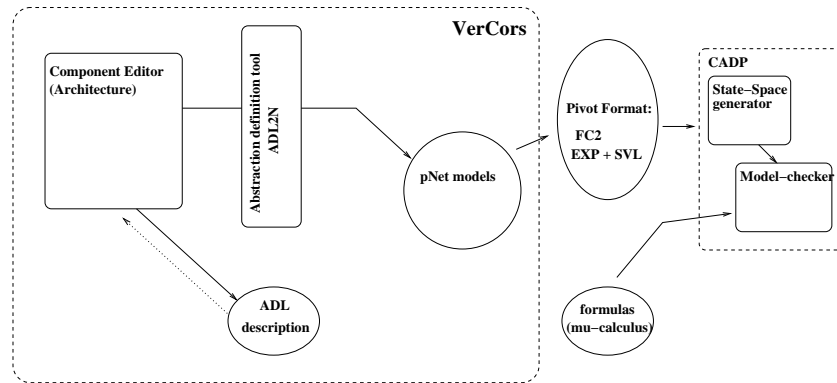 VerCors
Component Editor
(Architecture)
Abstraction definition tool
ADL2N
pNet models
ADL
description
Pivot Format:
FC2
EXP + SVL
CADP
State−Space
generator
Model−checker
formulas
(mu−calculus)